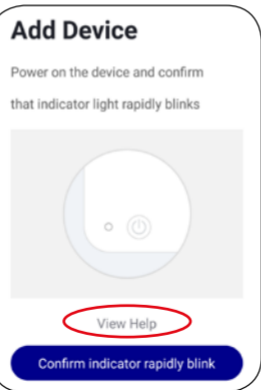 Add Device
Power on the device and confirm
that indicator light rapidly blinks
View Help
Confirm indicator rapidly blink